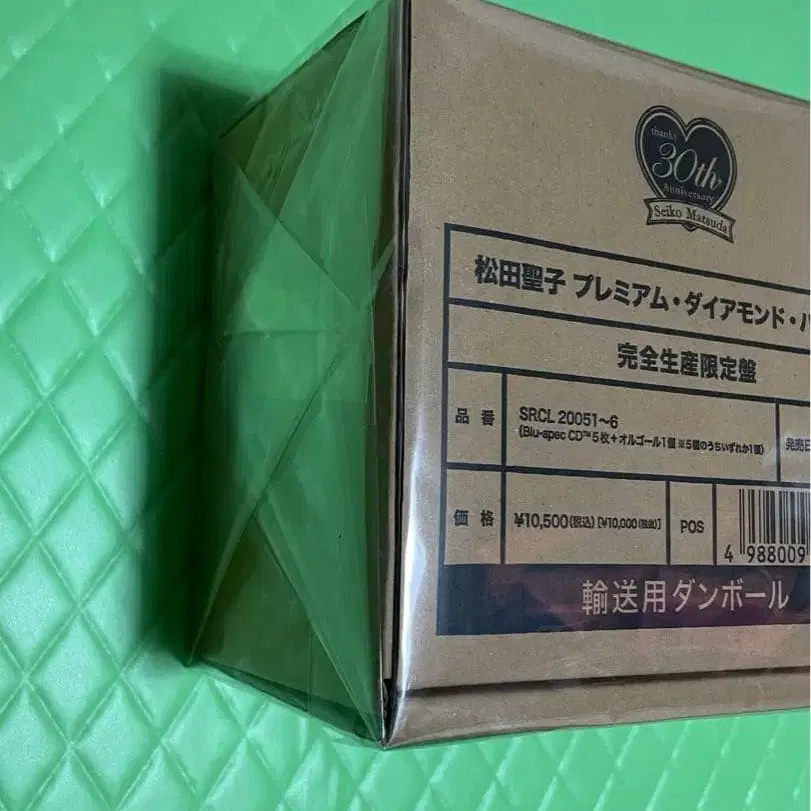 thanks
30th
Anniversary
Seiko Matsuda
松田聖子 プレミアム・ダイアモンド・
完全生産限定盤
品番 SRCL 20051〜6
(Blu-spec CD™ 5枚+オルゴール1個 ※5種のうちいずれか1種)
発売日
価格 ¥10,500(税込) [¥10,000(税抜)] POS
4 988009
輸送用ダンボール